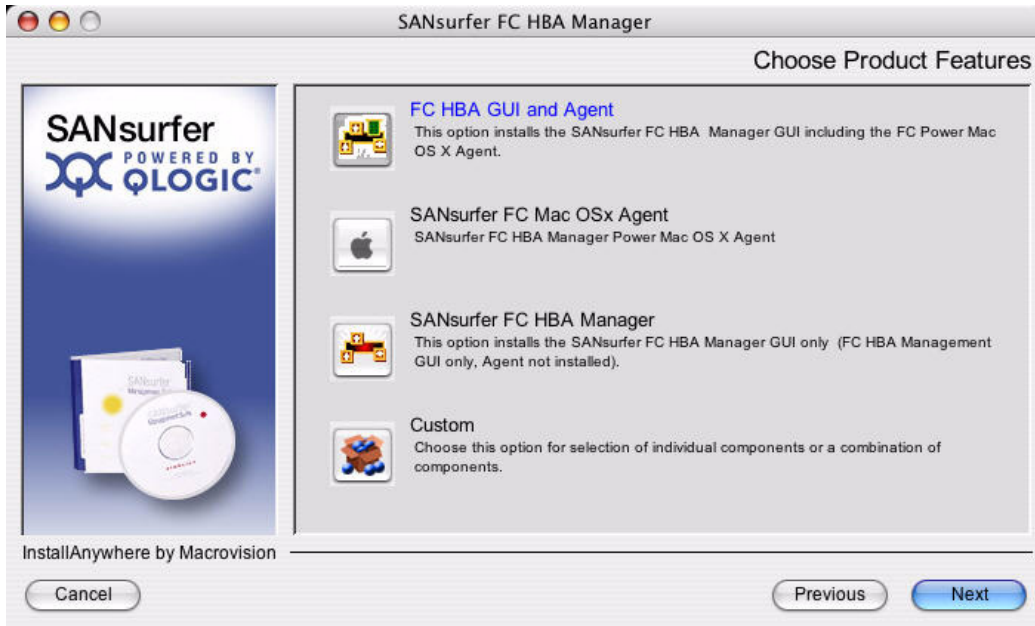 SANsurfer FC HBA Manager
Choose Product Features
SANsurfer
POWERED BY
QLOGIC®
FC HBA GUI and Agent
This option installs the SANsurfer FC HBA Manager GUI including the FC Power Mac
OS X Agent.
SANsurfer FC Mac OSx Agent
SANsurfer FC HBA Manager Power Mac OS X Agent
SANsurfer FC HBA Manager
This option installs the SANsurfer FC HBA Manager GUI only (FC HBA Management
GUI only, Agent not installed).
Custom
Choose this option for selection of individual components or a combination of
components.
InstallAnywhere by Macrovision
Cancel
Previous
Next